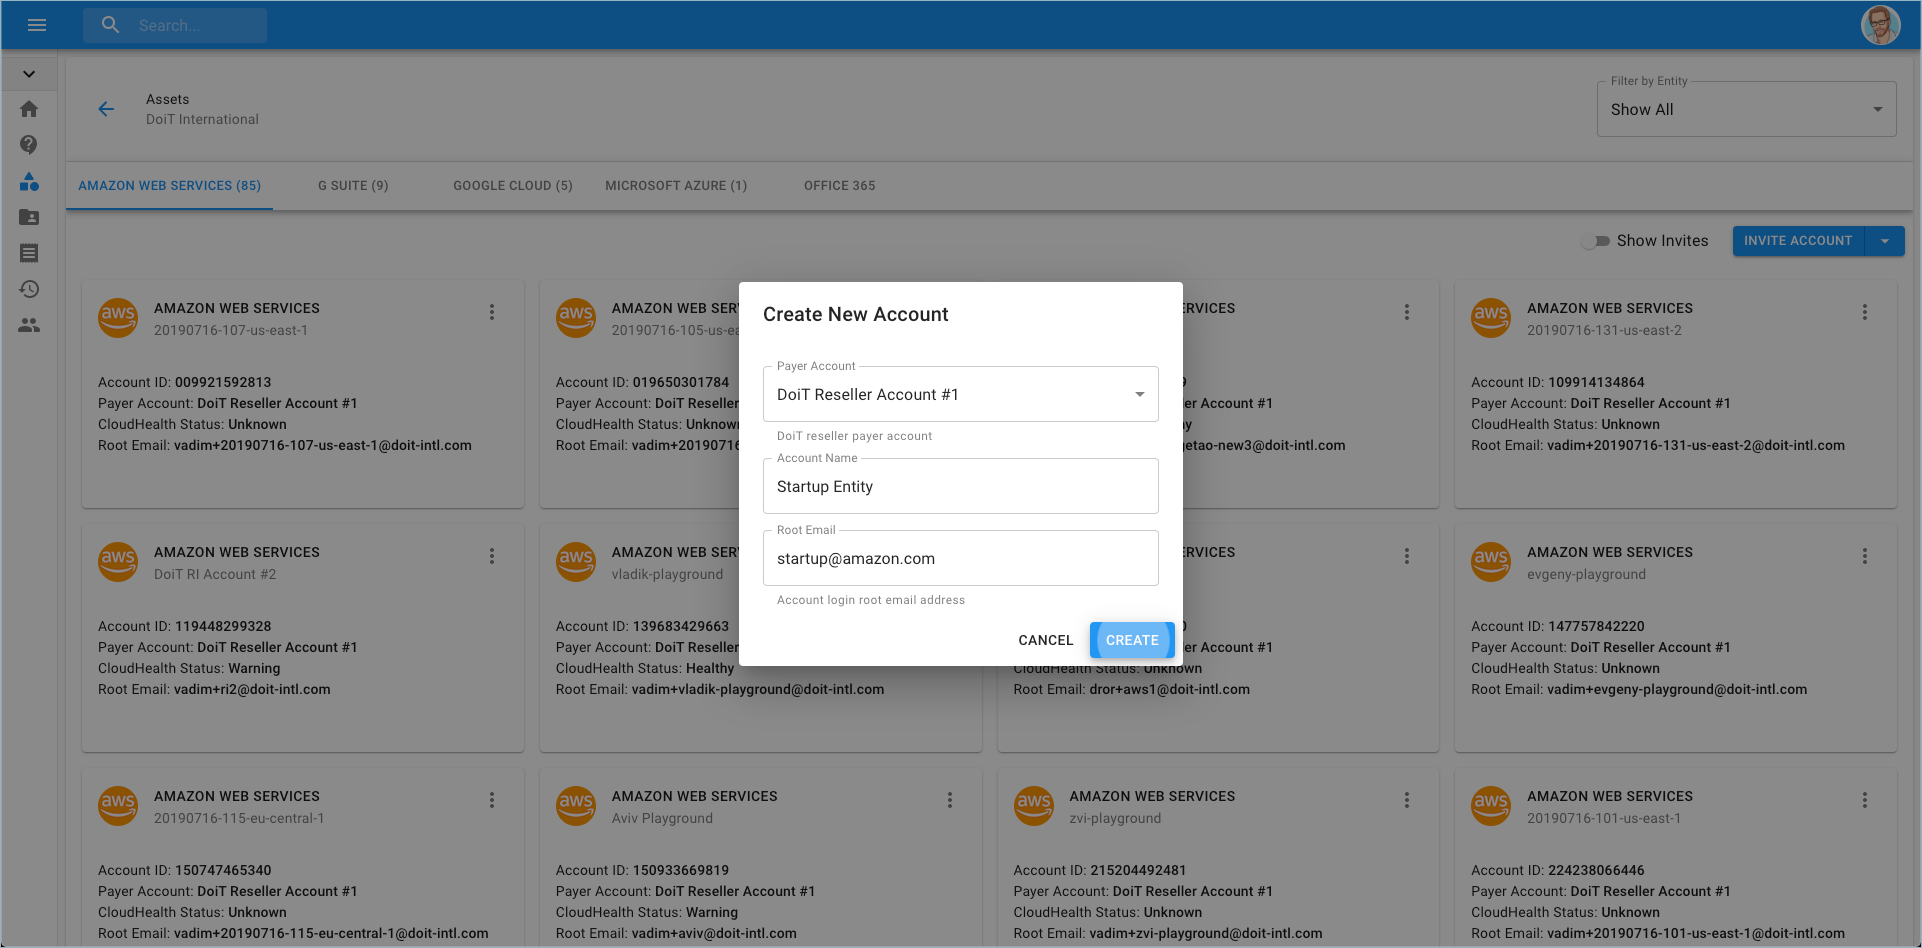 Search...
Assets
DoiT International
Filter by Entity
Show All
AMAZON WEB SERVICES (85)
G SUITE (9)
GOOGLE CLOUD (5)
MICROSOFT AZURE (1)
OFFICE 365
Show Invites
INVITE ACCOUNT
aws
AMAZON WEB SERVICES
20190716-107-us-east-1
Account ID: 009921592813
Payer Account: DoiT Reseller Account #1
CloudHealth Status: Unknown
Root Email: vadim+20190716-107-us-east-1@doit-intl.com
aws
AMAZON WEB
20190716-105-us-ea
Account ID: 019650301784
Payer Account: DoiT Reseller
CloudHealth Status: Unknow
Root Email: vadim+20190716
RVICES
9
er Account #1
hy
getao-new3@doit-intl.com
aws
AMAZON WEB SERVICES
20190716-131-us-east-2
Account ID: 109914134864
Payer Account: DoiT Reseller Account #1
CloudHealth Status: Unknown
Root Email: vadim+20190716-131-us-east-2@doit-intl.com
Create New Account
Payer Account
DoiT Reseller Account #1
DoiT reseller payer account
Account Name
Startup Entity
Root Email
startup@amazon.com
Account login root email address
CANCEL
CREATE
aws
AMAZON WEB SERVICES
DoiT RI Account #2
Account ID: 119448299328
Payer Account: DoiT Reseller Account #1
CloudHealth Status: Warning
Root Email: vadim+ri2@doit-intl.com
aws
AMAZON WEB
vladik-playground
Account ID: 139683429663
Payer Account: DoiT Reselle
CloudHealth Status: Healthy
Root Email: vadim+vladik-playground@doit-intl.com
RVICES
0
er Account #1
CloudHealth Status: Unknown
Root Email: dror+aws1@doit-intl.com
aws
AMAZON WEB SERVICES
evgeny-playground
Account ID: 147757842220
Payer Account: DoiT Reseller Account #1
CloudHealth Status: Unknown
Root Email: vadim+evgeny-playground@doit-intl.com
aws
AMAZON WEB SERVICES
20190716-115-eu-central-1
Account ID: 150747465340
Payer Account: DoiT Reseller Account #1
CloudHealth Status: Unknown
Root Email: vadim+20190716-115-eu-central-1@doit-intl.com
aws
AMAZON WEB SERVICES
Aviv Playground
Account ID: 150933669819
Payer Account: DoiT Reseller Account #1
CloudHealth Status: Warning
Root Email: vadim+aviv@doit-intl.com
aws
AMAZON WEB SERVICES
zvi-playground
Account ID: 215204492481
Payer Account: DoiT Reseller Account #1
CloudHealth Status: Unknown
Root Email: vadim+zvi-playground@doit-intl.com
aws
AMAZON WEB SERVICES
20190716-101-us-east-1
Account ID: 224238066446
Payer Account: DoiT Reseller Account #1
CloudHealth Status: Unknown
Root Email: vadim+20190716-101-us-east-1@doit-intl.com